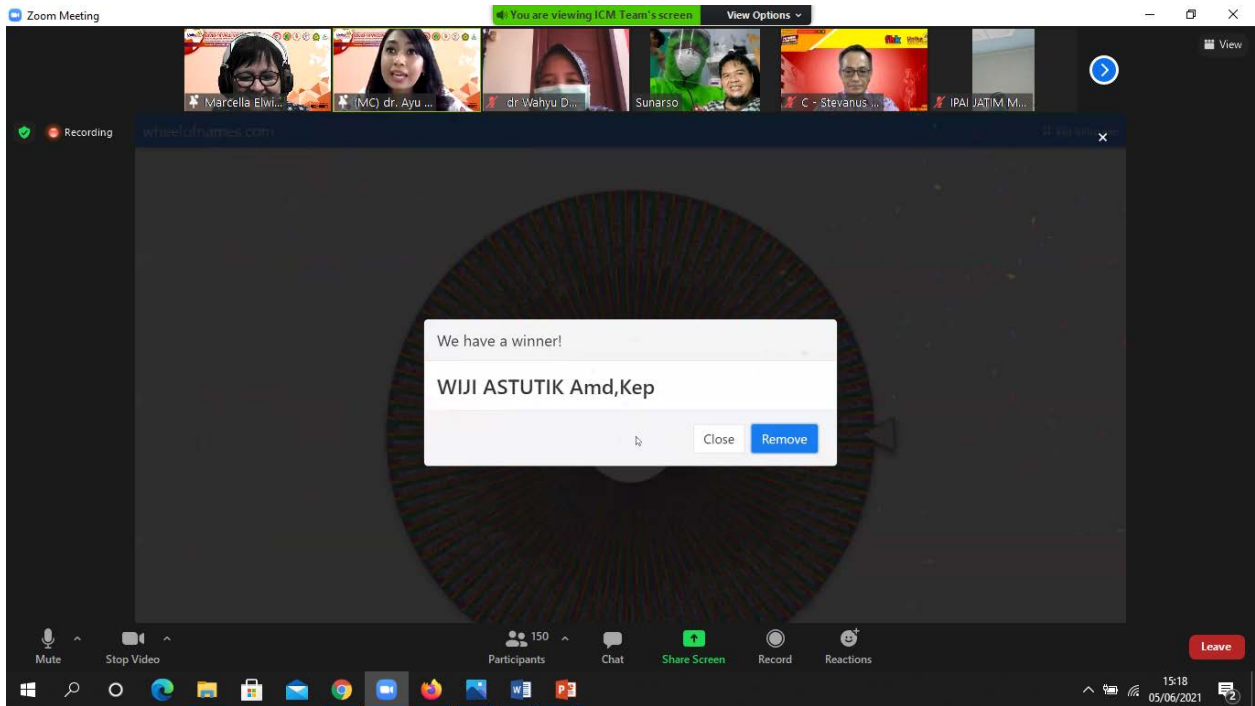 Zoom Meeting
You are viewing ICM Team's screen
View Options
View
Marcella Elwi...
(MC) dr. Ayu ...
dr Wahyu D...
Sunarso
C - Stevanus ...
IPAI JATIM M...
Recording
wheelofnames.com
We have a winner!
WIJI ASTUTIK Amd,Kep
Close
Remove
150
Mute
Stop Video
Participants
Chat
Share Screen
Record
Reactions
Leave
15:18
05/06/2021
2